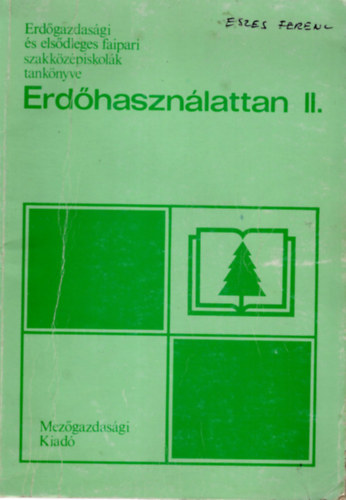 ESZES FERENC
Erdőgazdasági
és elsődleges faipari
szakközépiskolák
tankönyve
Erdőhasználattan II.
Mezőgazdasági
Kiadó